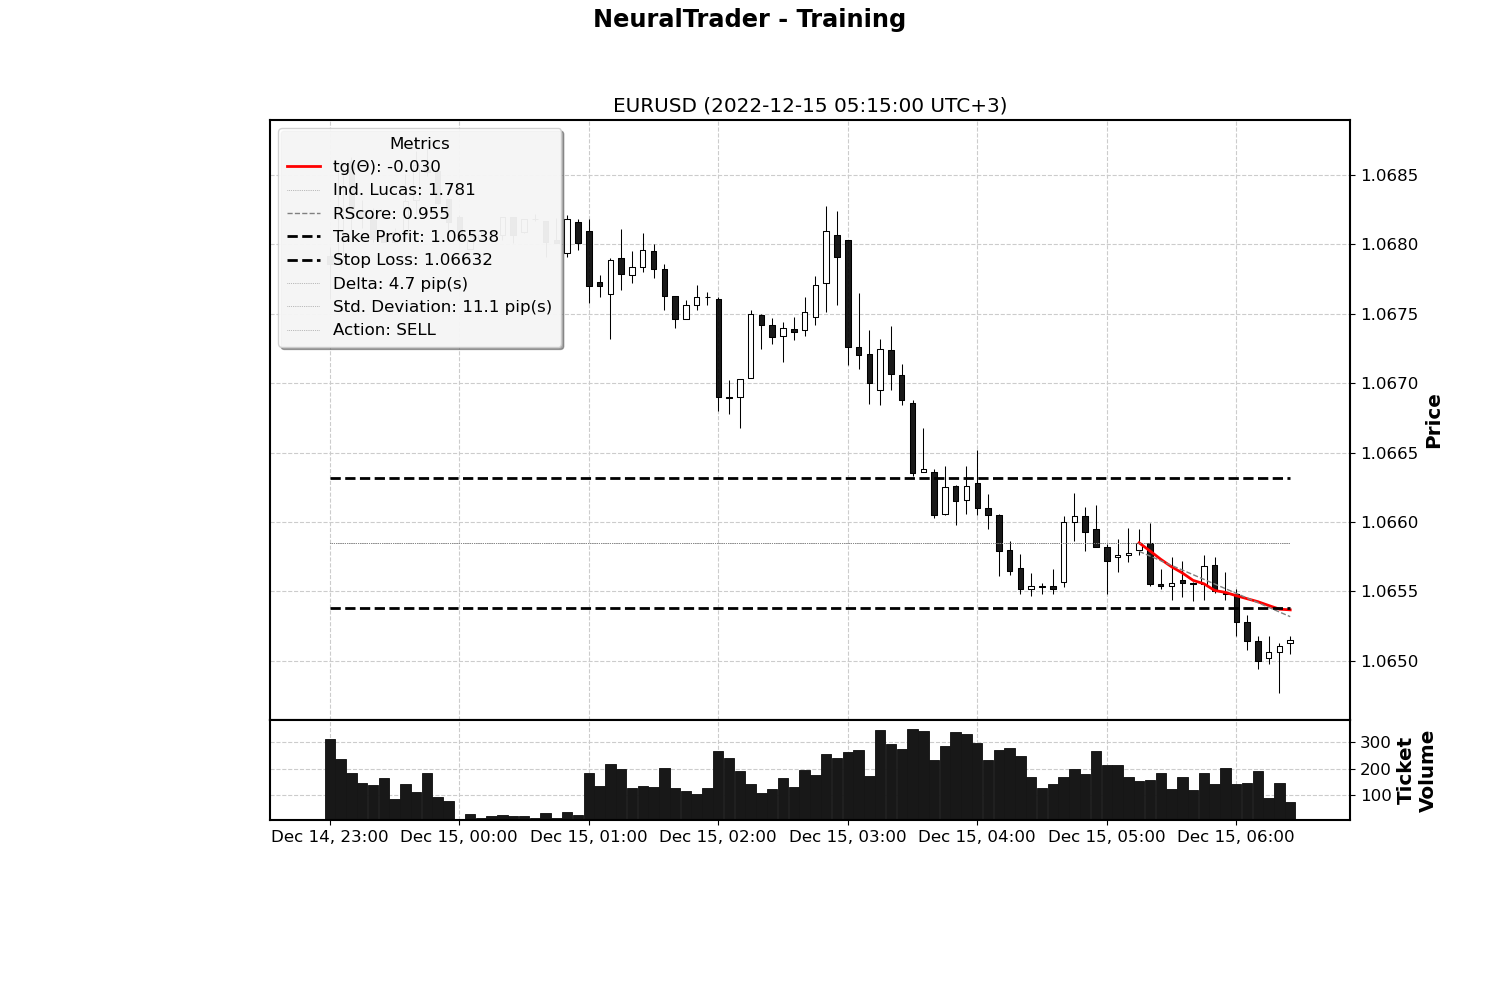 NeuralTrader - Training
EURUSD (2022-12-15 05:15:00 UTC+3)
Metrics
tg(Θ): -0.030
Ind. Lucas: 1.781
RScore: 0.955
Take Profit: 1.06538
Stop Loss: 1.06632
Delta: 4.7 pip(s)
Std. Deviation: 11.1 pip(s)
Action: SELL
1.0685
1.0680
1.0675
1.0670
1.0665
1.0660
1.0655
1.0650
Price
300
200
100
Ticket
Volume
Dec 14, 23:00 Dec 15, 00:00 Dec 15, 01:00 Dec 15, 02:00 Dec 15, 03:00 Dec 15, 04:00 Dec 15, 05:00 Dec 15, 06:00